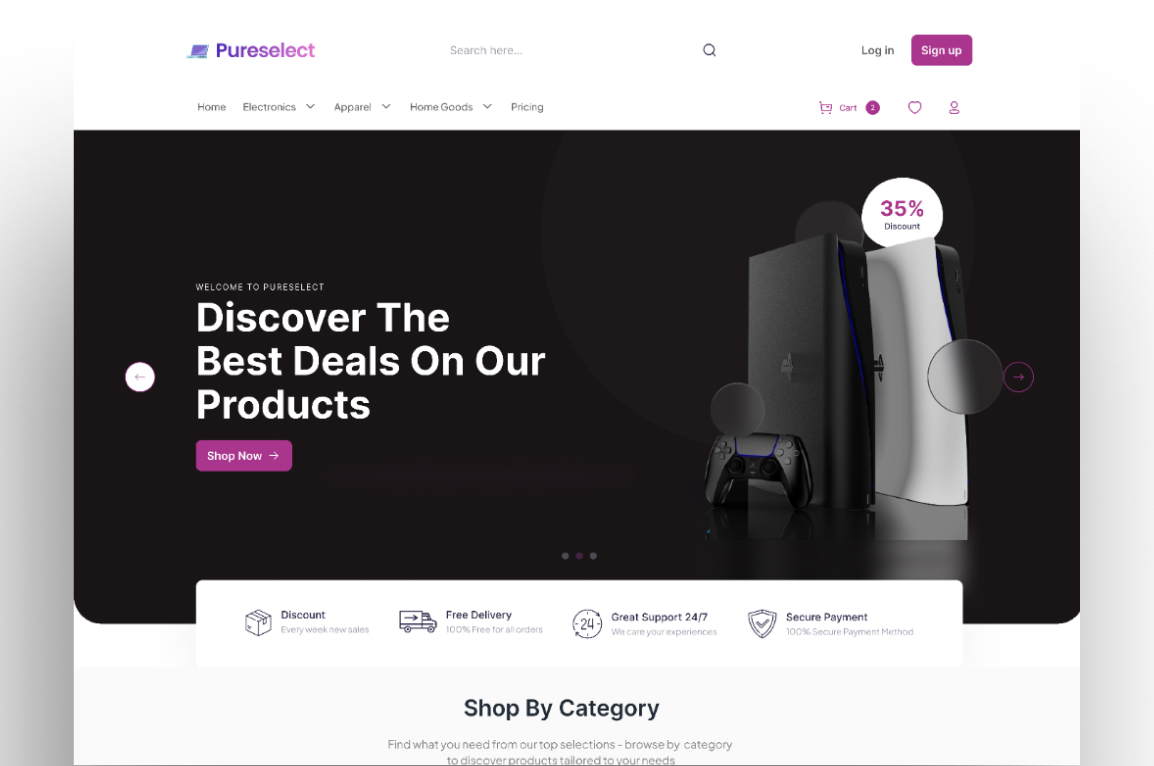 Pureselect
Search here...
Log in
Sign up
Home
Electronics
Apparel
Home Goods
Pricing
Cart
2
35%
Discount
WELCOME TO PURESELECT
Discover The
Best Deals On Our
Products
Shop Now
Discount
Every week new sales
Free Delivery
100% Free for all orders
-24-
Great Support 24/7
We care your experiences
Secure Payment
100% Secure Payment Method
Shop By Category
Find what you need from our top selections - browse by category
to discover products tailored to your needs